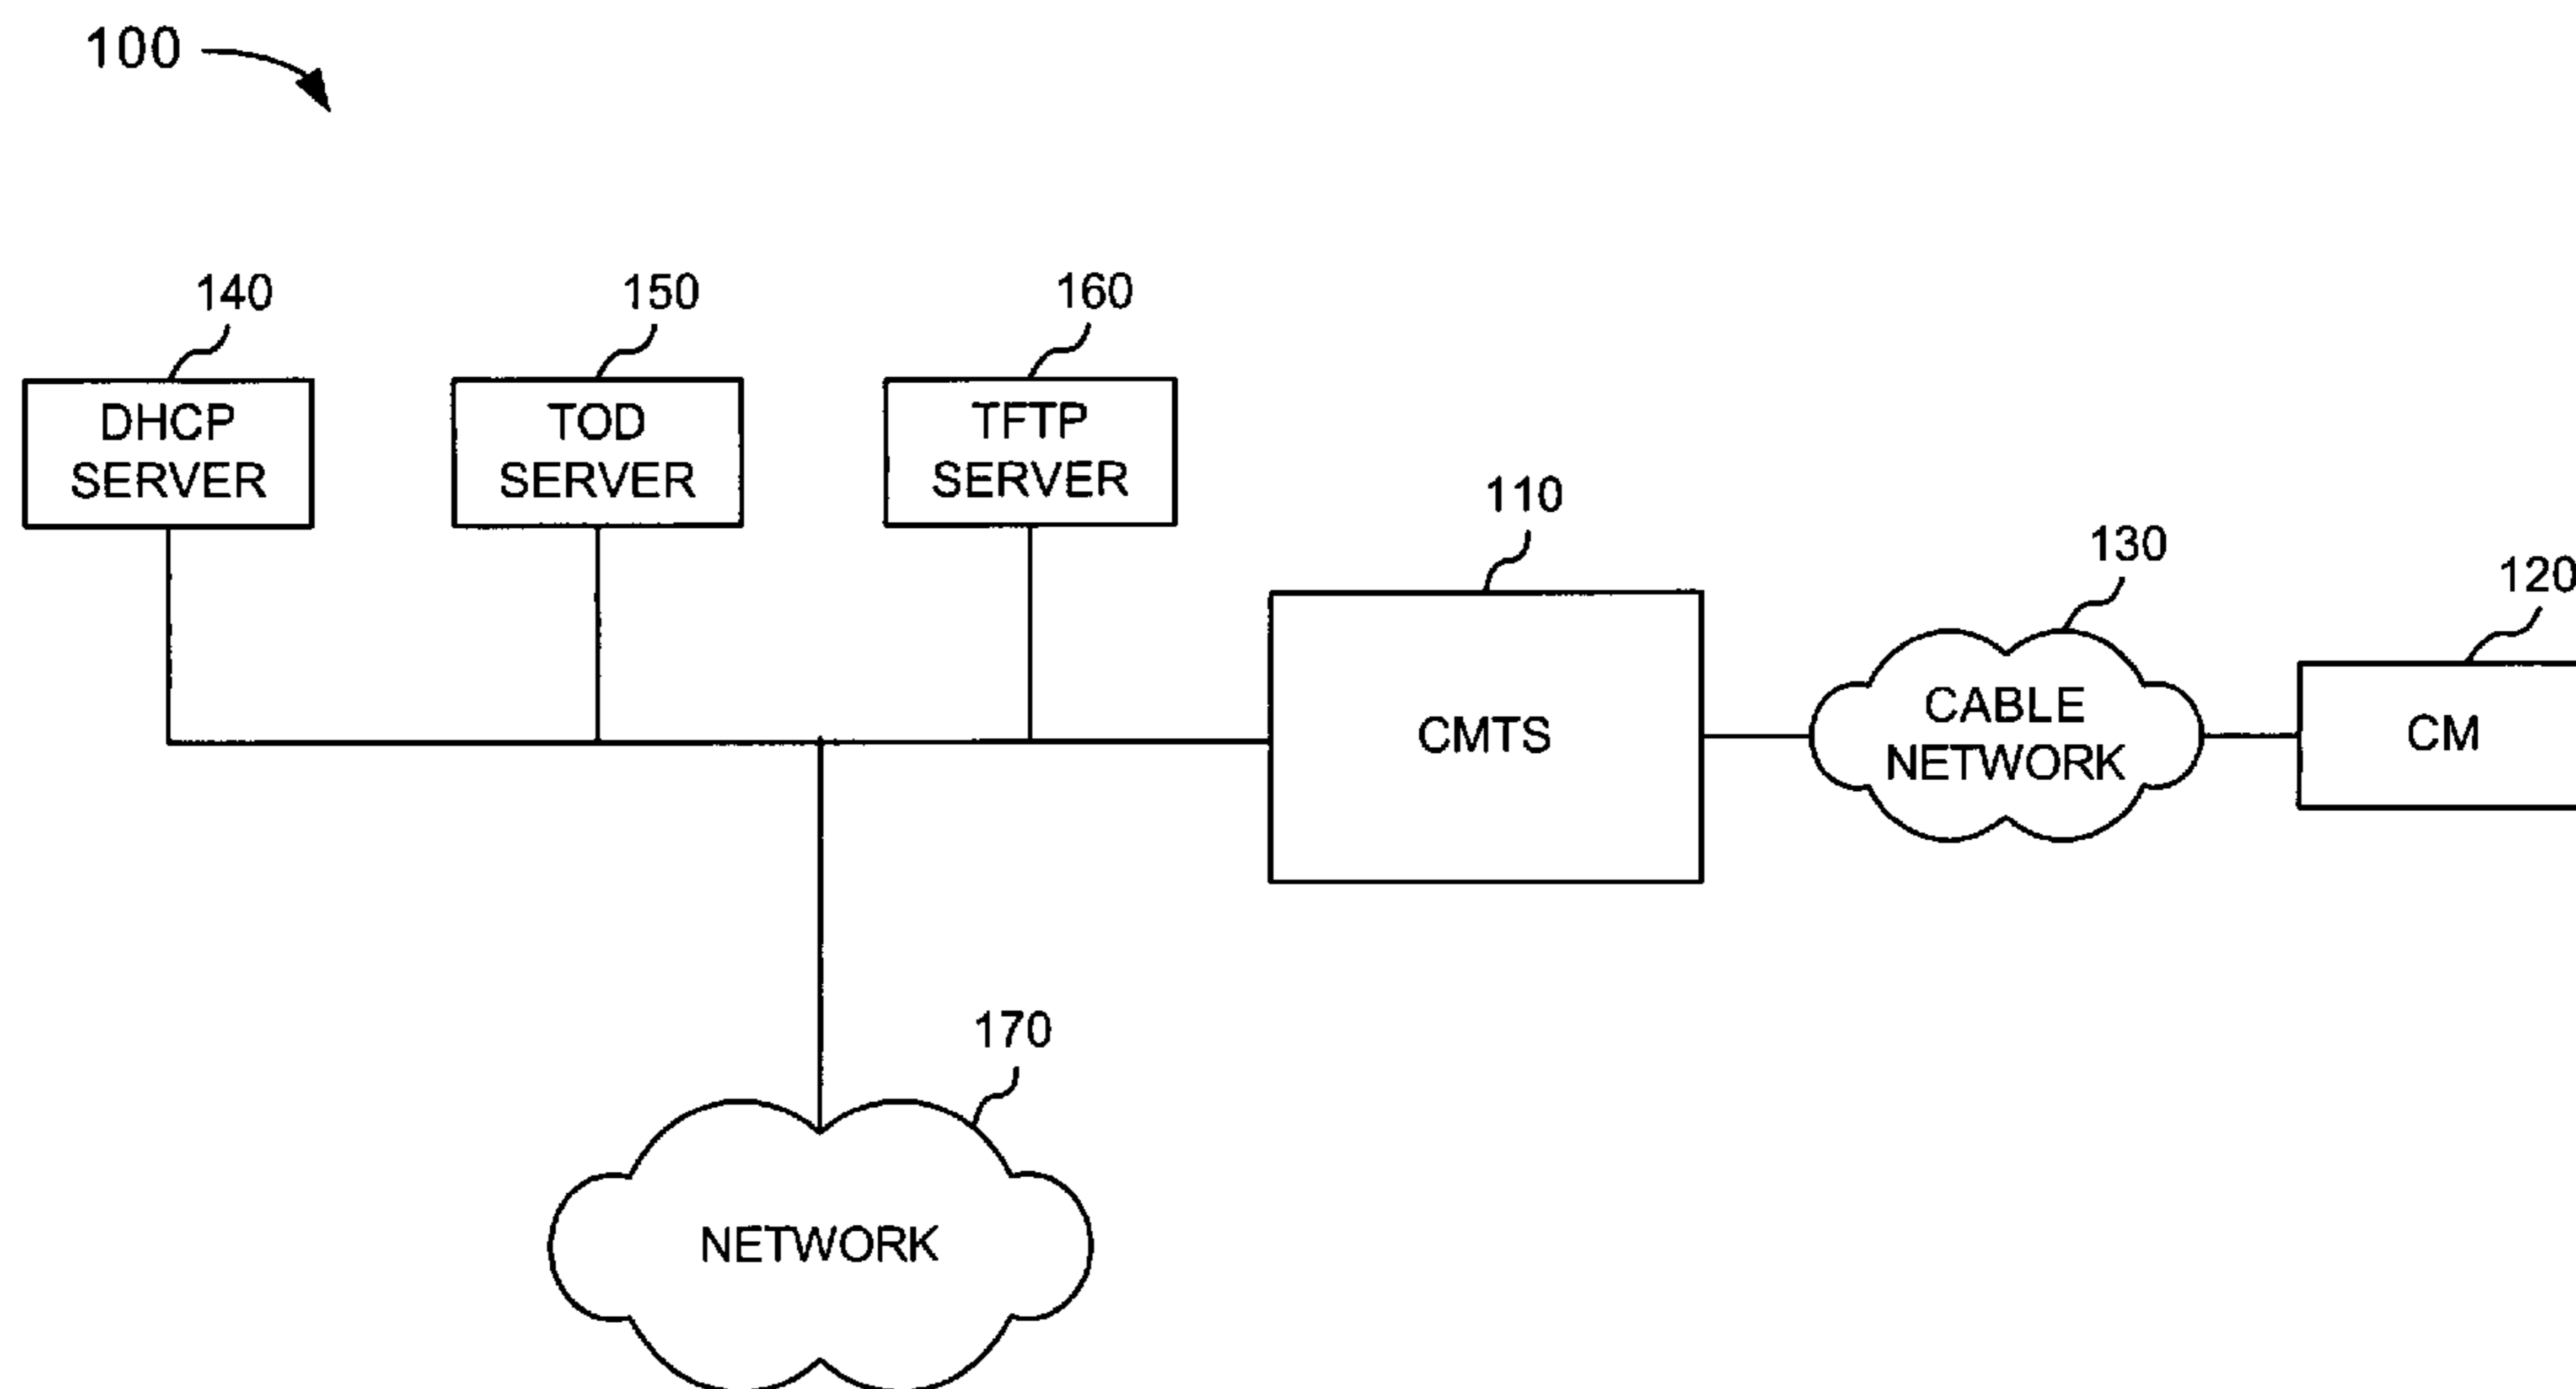 100
140
150
160
DHCP
SERVER
TOD
SERVER
TFTP
SERVER
110
130
120
CMTS
CABLE
NETWORK
CM
170
NETWORK